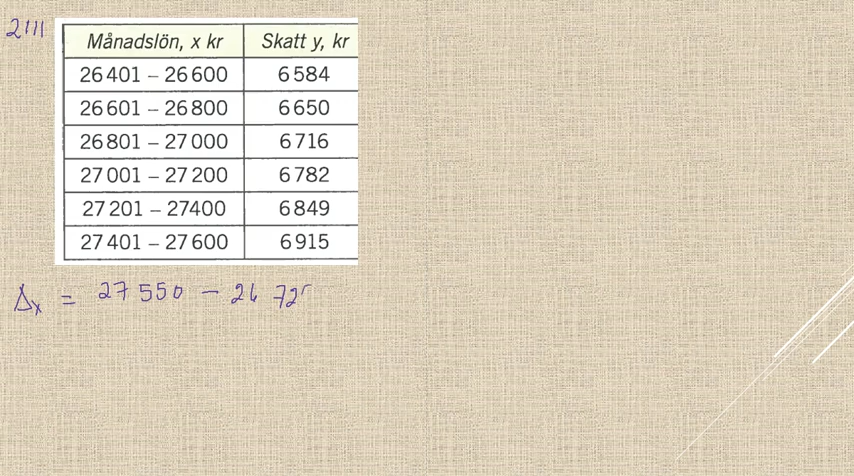 2111
Månadslön, x kr Skatt y, kr
26 401 – 26 600 6 584
26 601 – 26 800 6 650
26 801 – 27 000 6 716
27 001 – 27 200 6 782
27 201 – 27400 6 849
27 401 – 27 600 6 915
Δx = 27 550 – 26 72